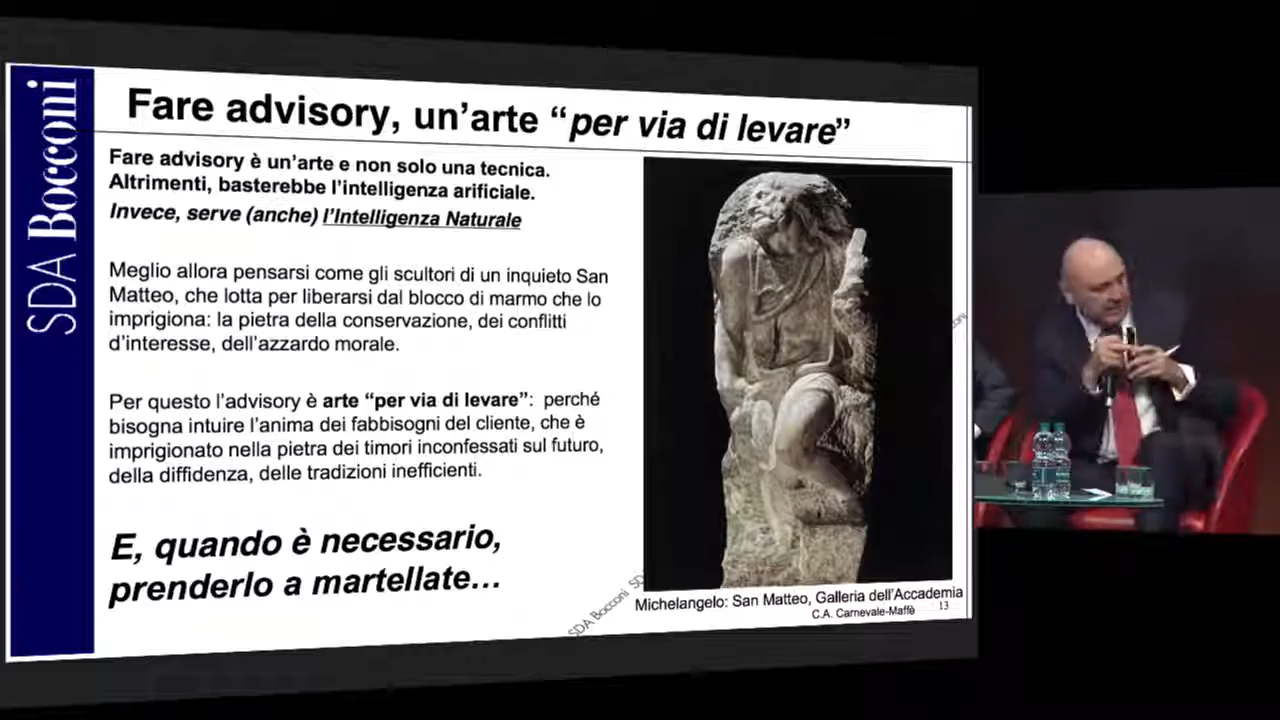 SDA Bocconi
Fare advisory, un’arte “per via di levare”
Fare advisory è un’arte e non solo una tecnica.
Altrimenti, basterebbe l’intelligenza arificiale.
Invece, serve (anche) l’Intelligenza Naturale
Meglio allora pensarsi come gli scultori di un inquieto San
Matteo, che lotta per liberarsi dal blocco di marmo che lo
imprigiona: la pietra della conservazione, dei conflitti
d’interesse, dell’azzardo morale.
Per questo l’advisory è arte “per via di levare”: perché
bisogna intuire l’anima dei fabbisogni del cliente, che è
imprigionato nella pietra dei timori inconfessati sul futuro,
della diffidenza, delle tradizioni inefficienti.
E, quando è necessario,
prenderlo a martellate…
SDA Bocconi SD
Michelangelo: San Matteo, Galleria dell’Accademia
C.A. Carnevale-Maffè 13